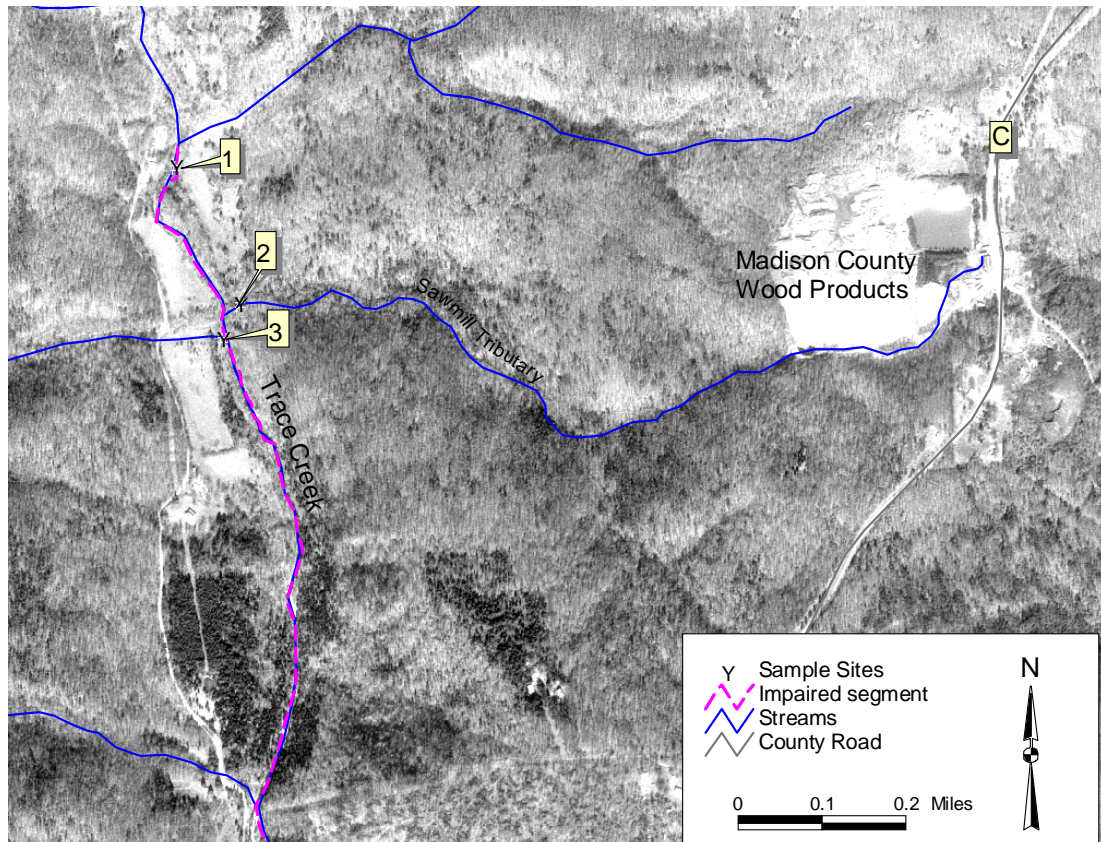 1
C
2
Madison County
Wood Products
Sawmill Tributary
3
Trace Creek
Y Sample Sites
Impaired segment
Streams
County Road
N
0 0.1 0.2 Miles